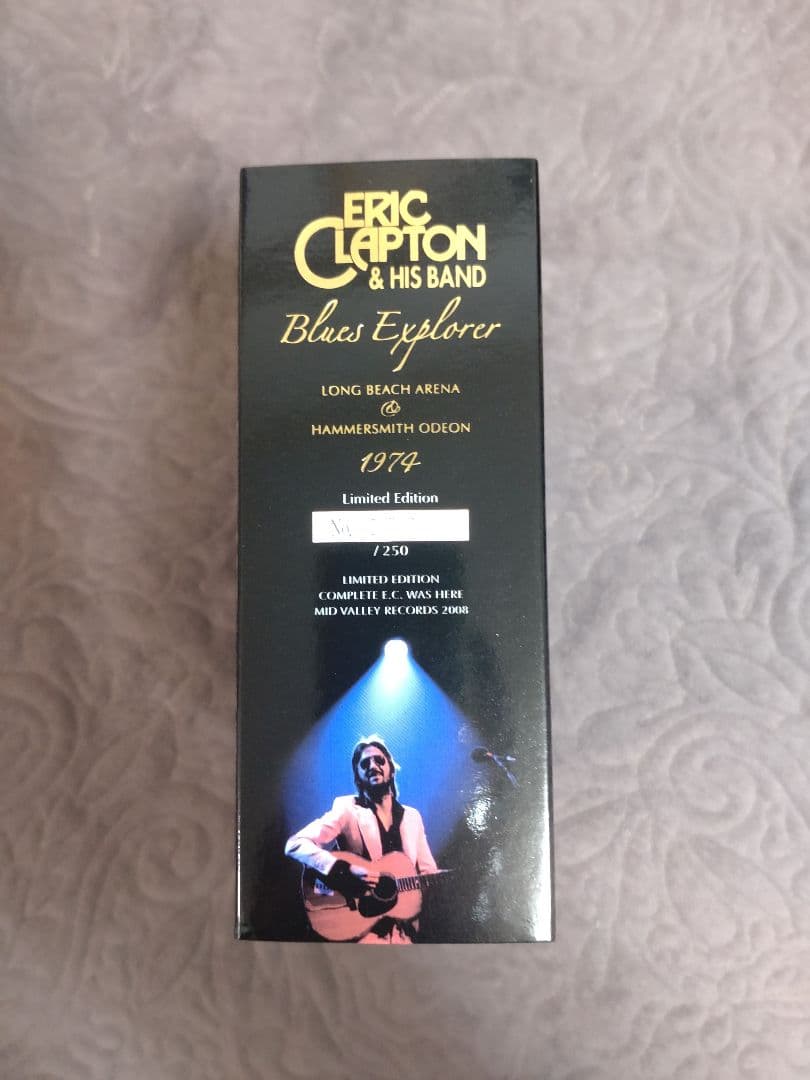 ERIC
CLAPTON
& HIS BAND
Blues Explorer
LONG BEACH ARENA
&
HAMMERSMITH ODEON
1974
Limited Edition
No.
/ 250
LIMITED EDITION
COMPLETE E.C. WAS HERE
MID VALLEY RECORDS 2008